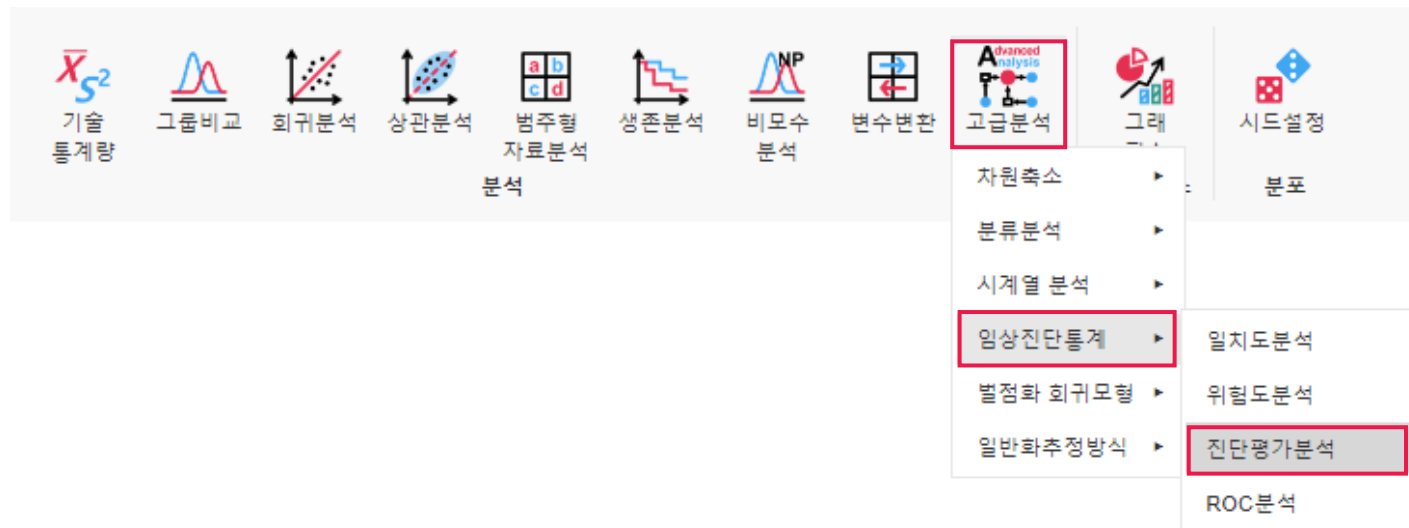 X S2
Advanced
Analysis
NP
a b
c d
기술
통계량
그룹비교
회귀분석
상관분석
범주형
자료분석
생존분석
비모수
분석
변수변환
고급분석
그래
시드설정
분석
분포
차원축소
분류분석
시계열 분석
임상진단통계
별점화 회귀모형
일반화추정방식
일치도분석
위험도분석
진단평가분석
ROC분석